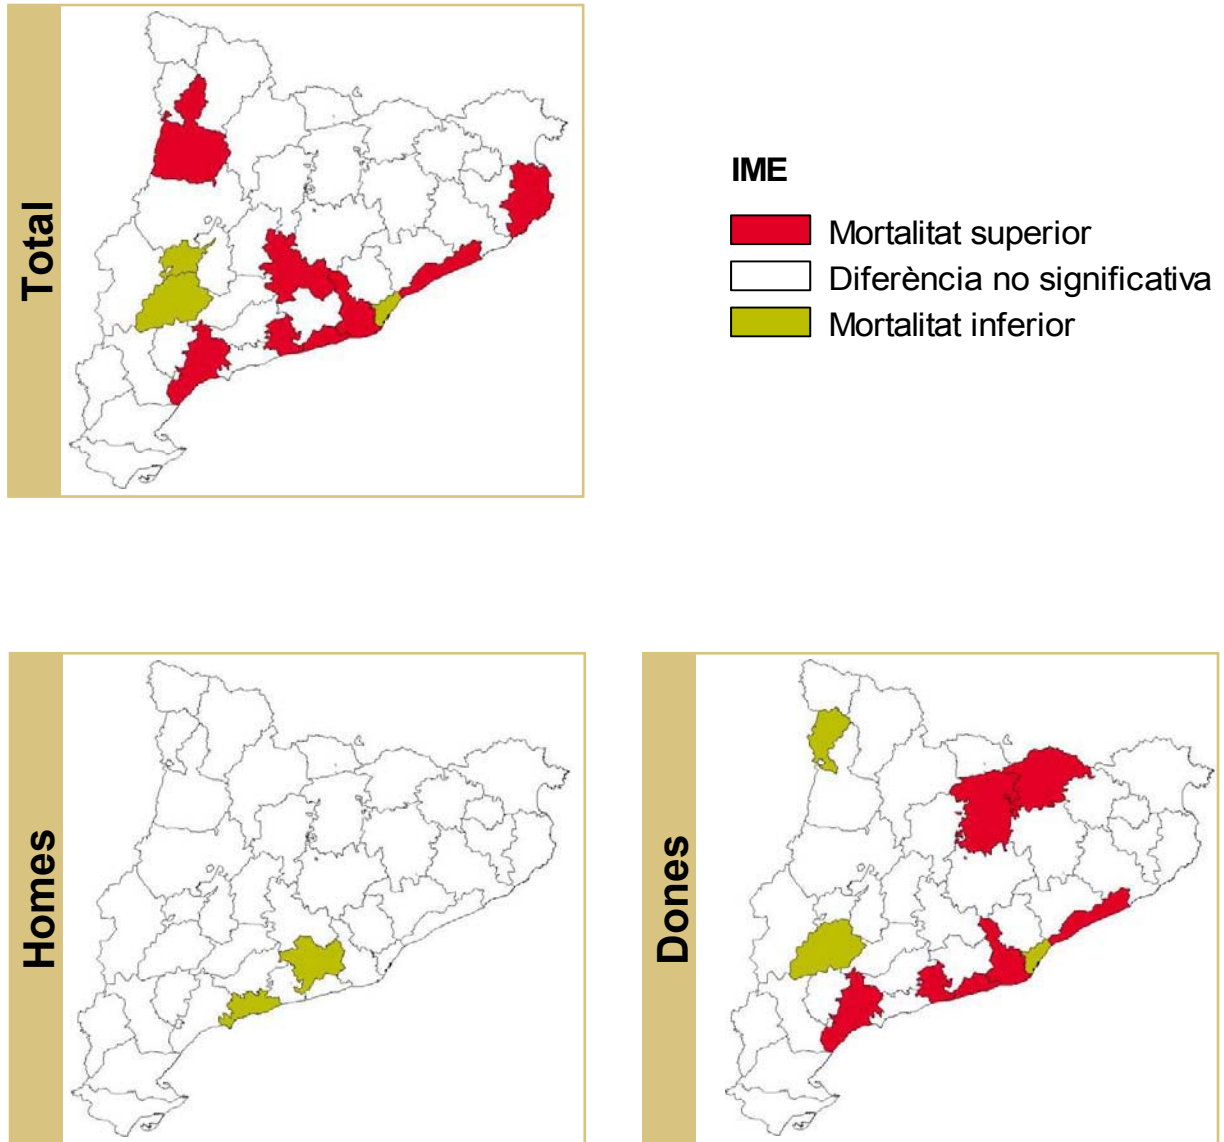 Total
IME
Mortalitat superior
Diferència no significativa
Mortalitat inferior
Homes
Dones